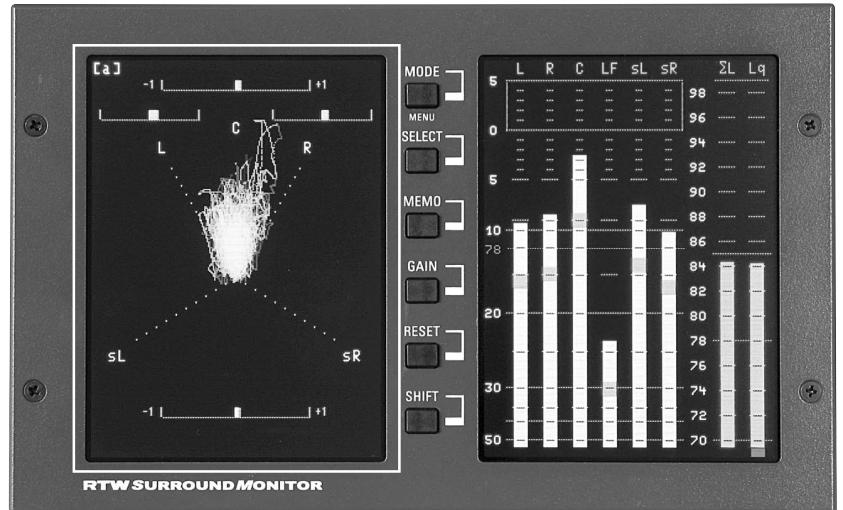 [a]
-1 +1
C
L R
sL sR
-1 +1
MODE
MENU
SELECT
MEMO
GAIN
RESET
SHIFT
L R C LF sL sR ΣL Lq
5
0
5
10
78
20
30
50
98
96
94
92
90
88
86
84
82
80
78
76
74
72
70
RTW SURROUND MONITOR